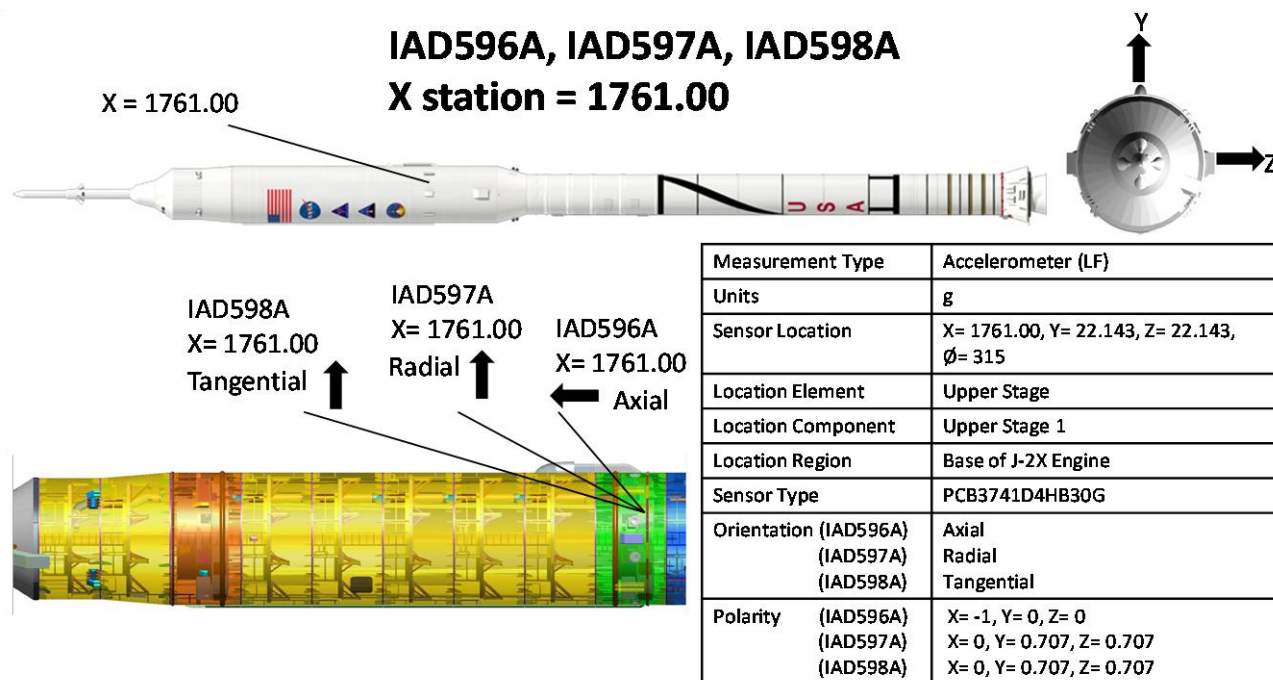 IAD596A, IAD597A, IAD598A
X station = 1761.00
X = 1761.00
Y
Z
USA
IAD598A
X= 1761.00
Tangential
IAD597A
X= 1761.00
Radial
IAD596A
X= 1761.00
Axial
Measurement Type Accelerometer (LF)
Units g
Sensor Location X= 1761.00, Y= 22.143, Z= 22.143,
Ø= 315
Location Element Upper Stage
Location Component Upper Stage 1
Location Region Base of J-2X Engine
Sensor Type PCB3741D4HB30G
Orientation (IAD596A) Axial
(IAD597A) Radial
(IAD598A) Tangential
Polarity (IAD596A) X= -1, Y= 0, Z= 0
(IAD597A) X= 0, Y= 0.707, Z= 0.707
(IAD598A) X= 0, Y= 0.707, Z= 0.707